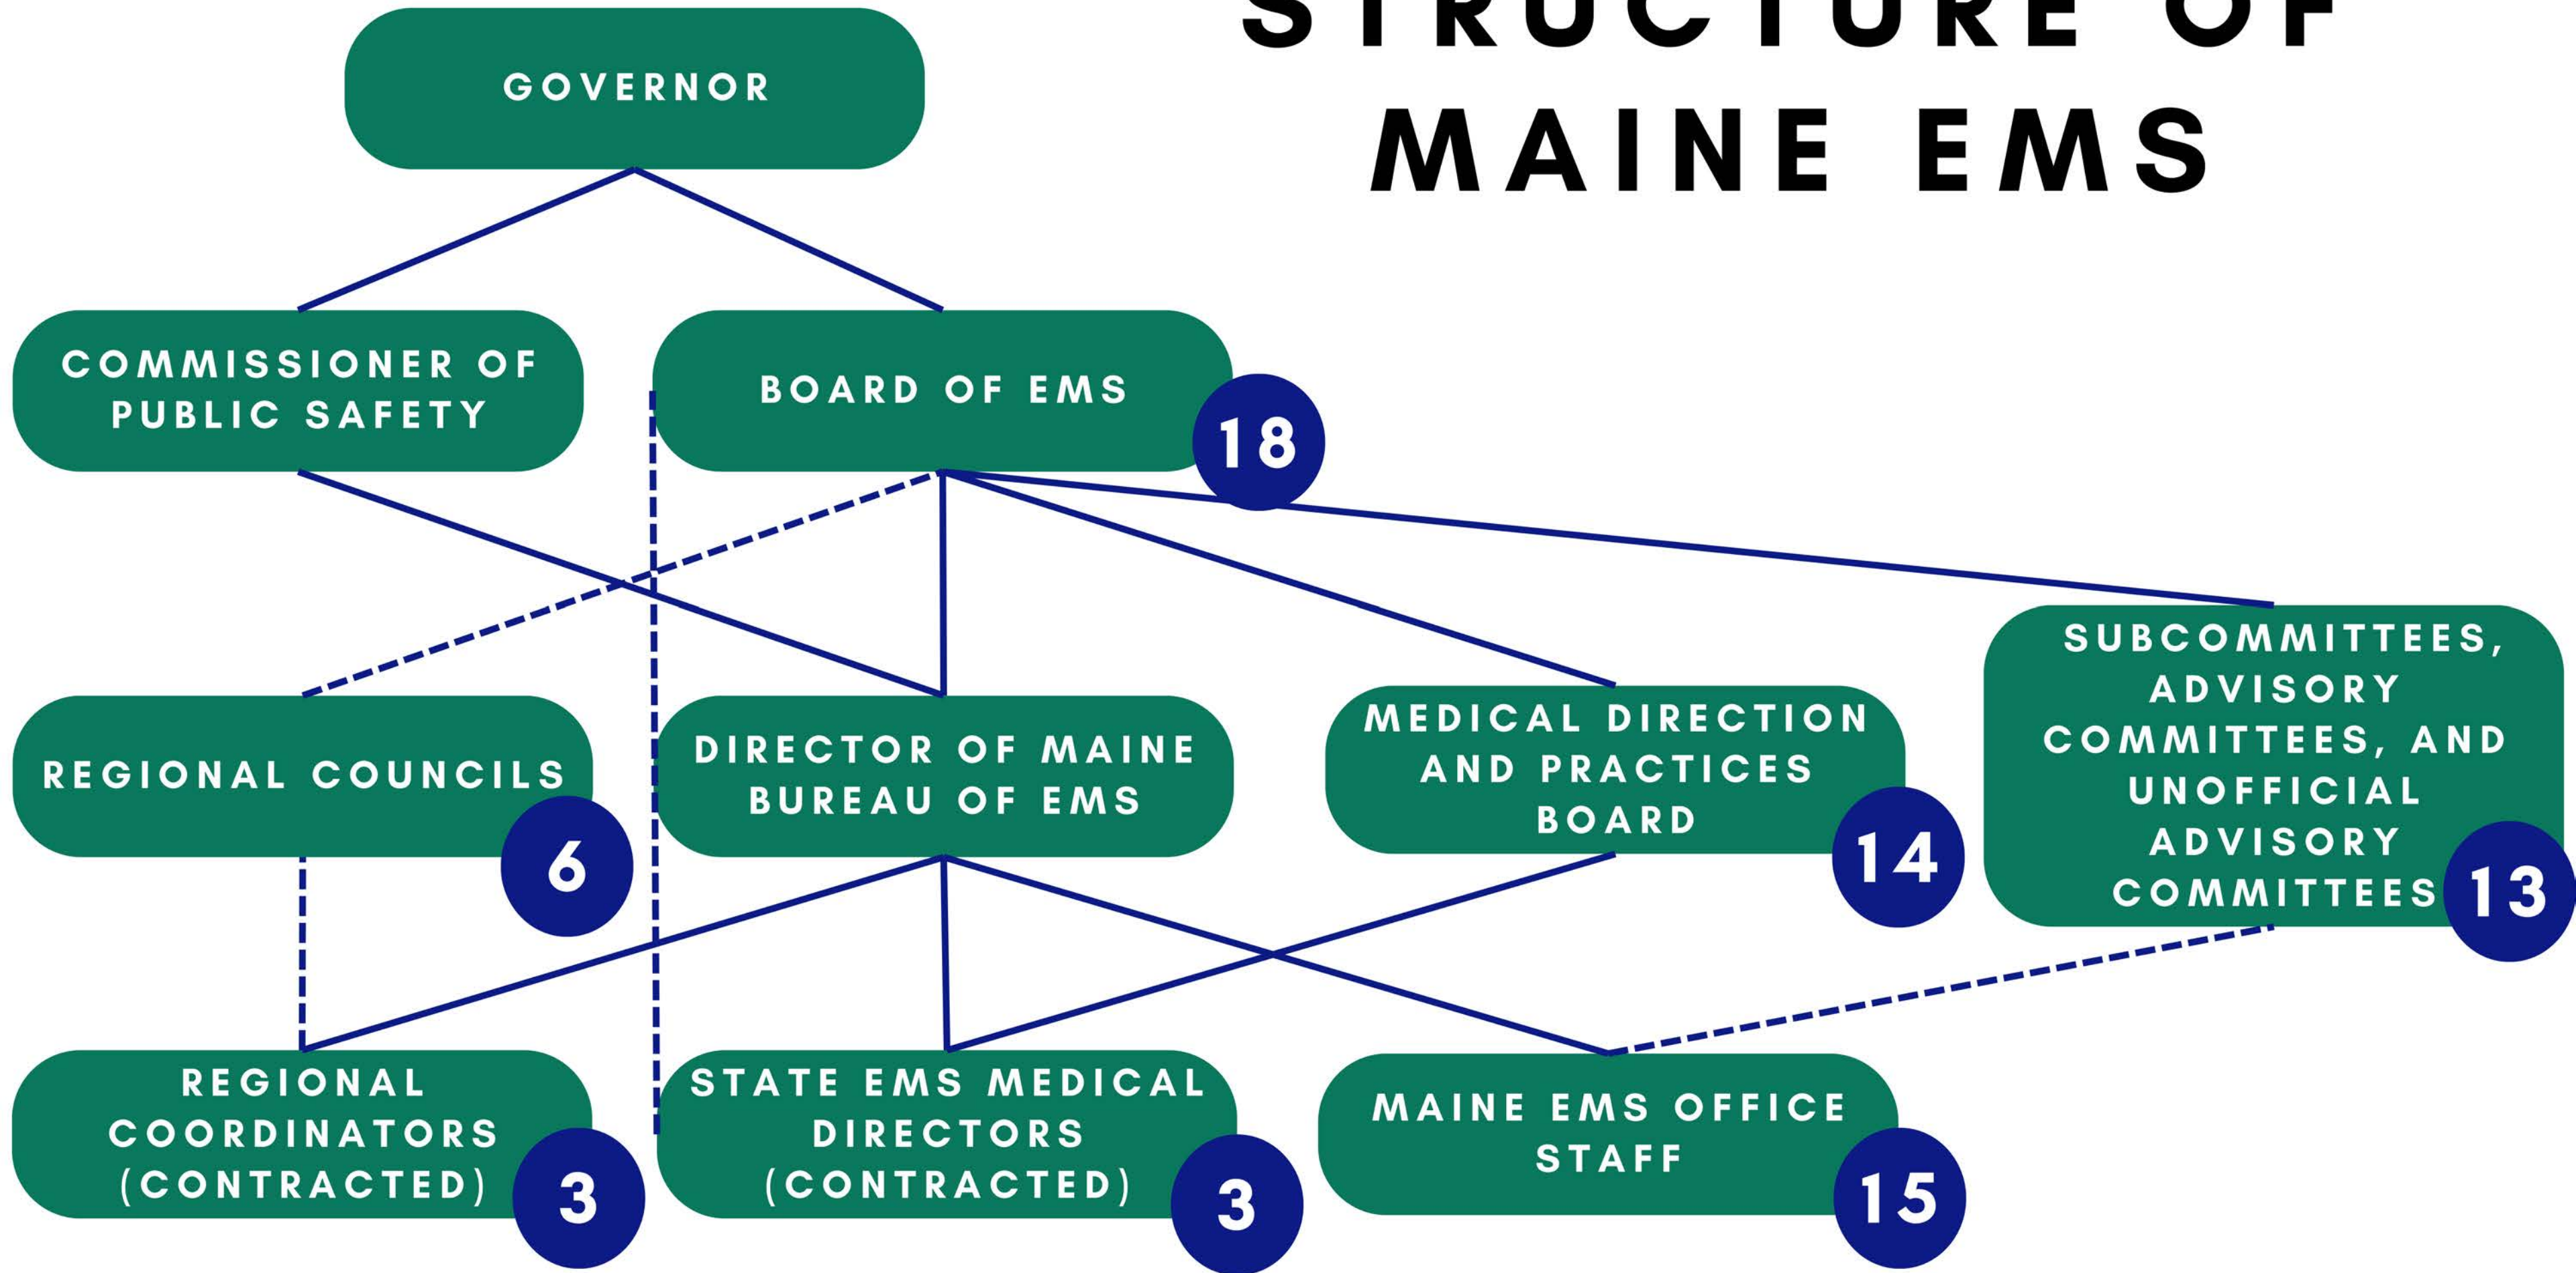 STRUCTURE OF
MAINE EMS
GOVERNOR
COMMISSIONER OF
PUBLIC SAFETY
BOARD OF EMS
18
REGIONAL COUNCILS
6
DIRECTOR OF MAINE
BUREAU OF EMS
MEDICAL DIRECTION
AND PRACTICES
BOARD
14
SUBCOMMITTEES,
ADVISORY
COMMITTEES, AND
UNOFFICIAL
ADVISORY
COMMITTEES
13
REGIONAL
COORDINATORS
(CONTRACTED)
3
STATE EMS MEDICAL
DIRECTORS
(CONTRACTED)
3
MAINE EMS OFFICE
STAFF
15